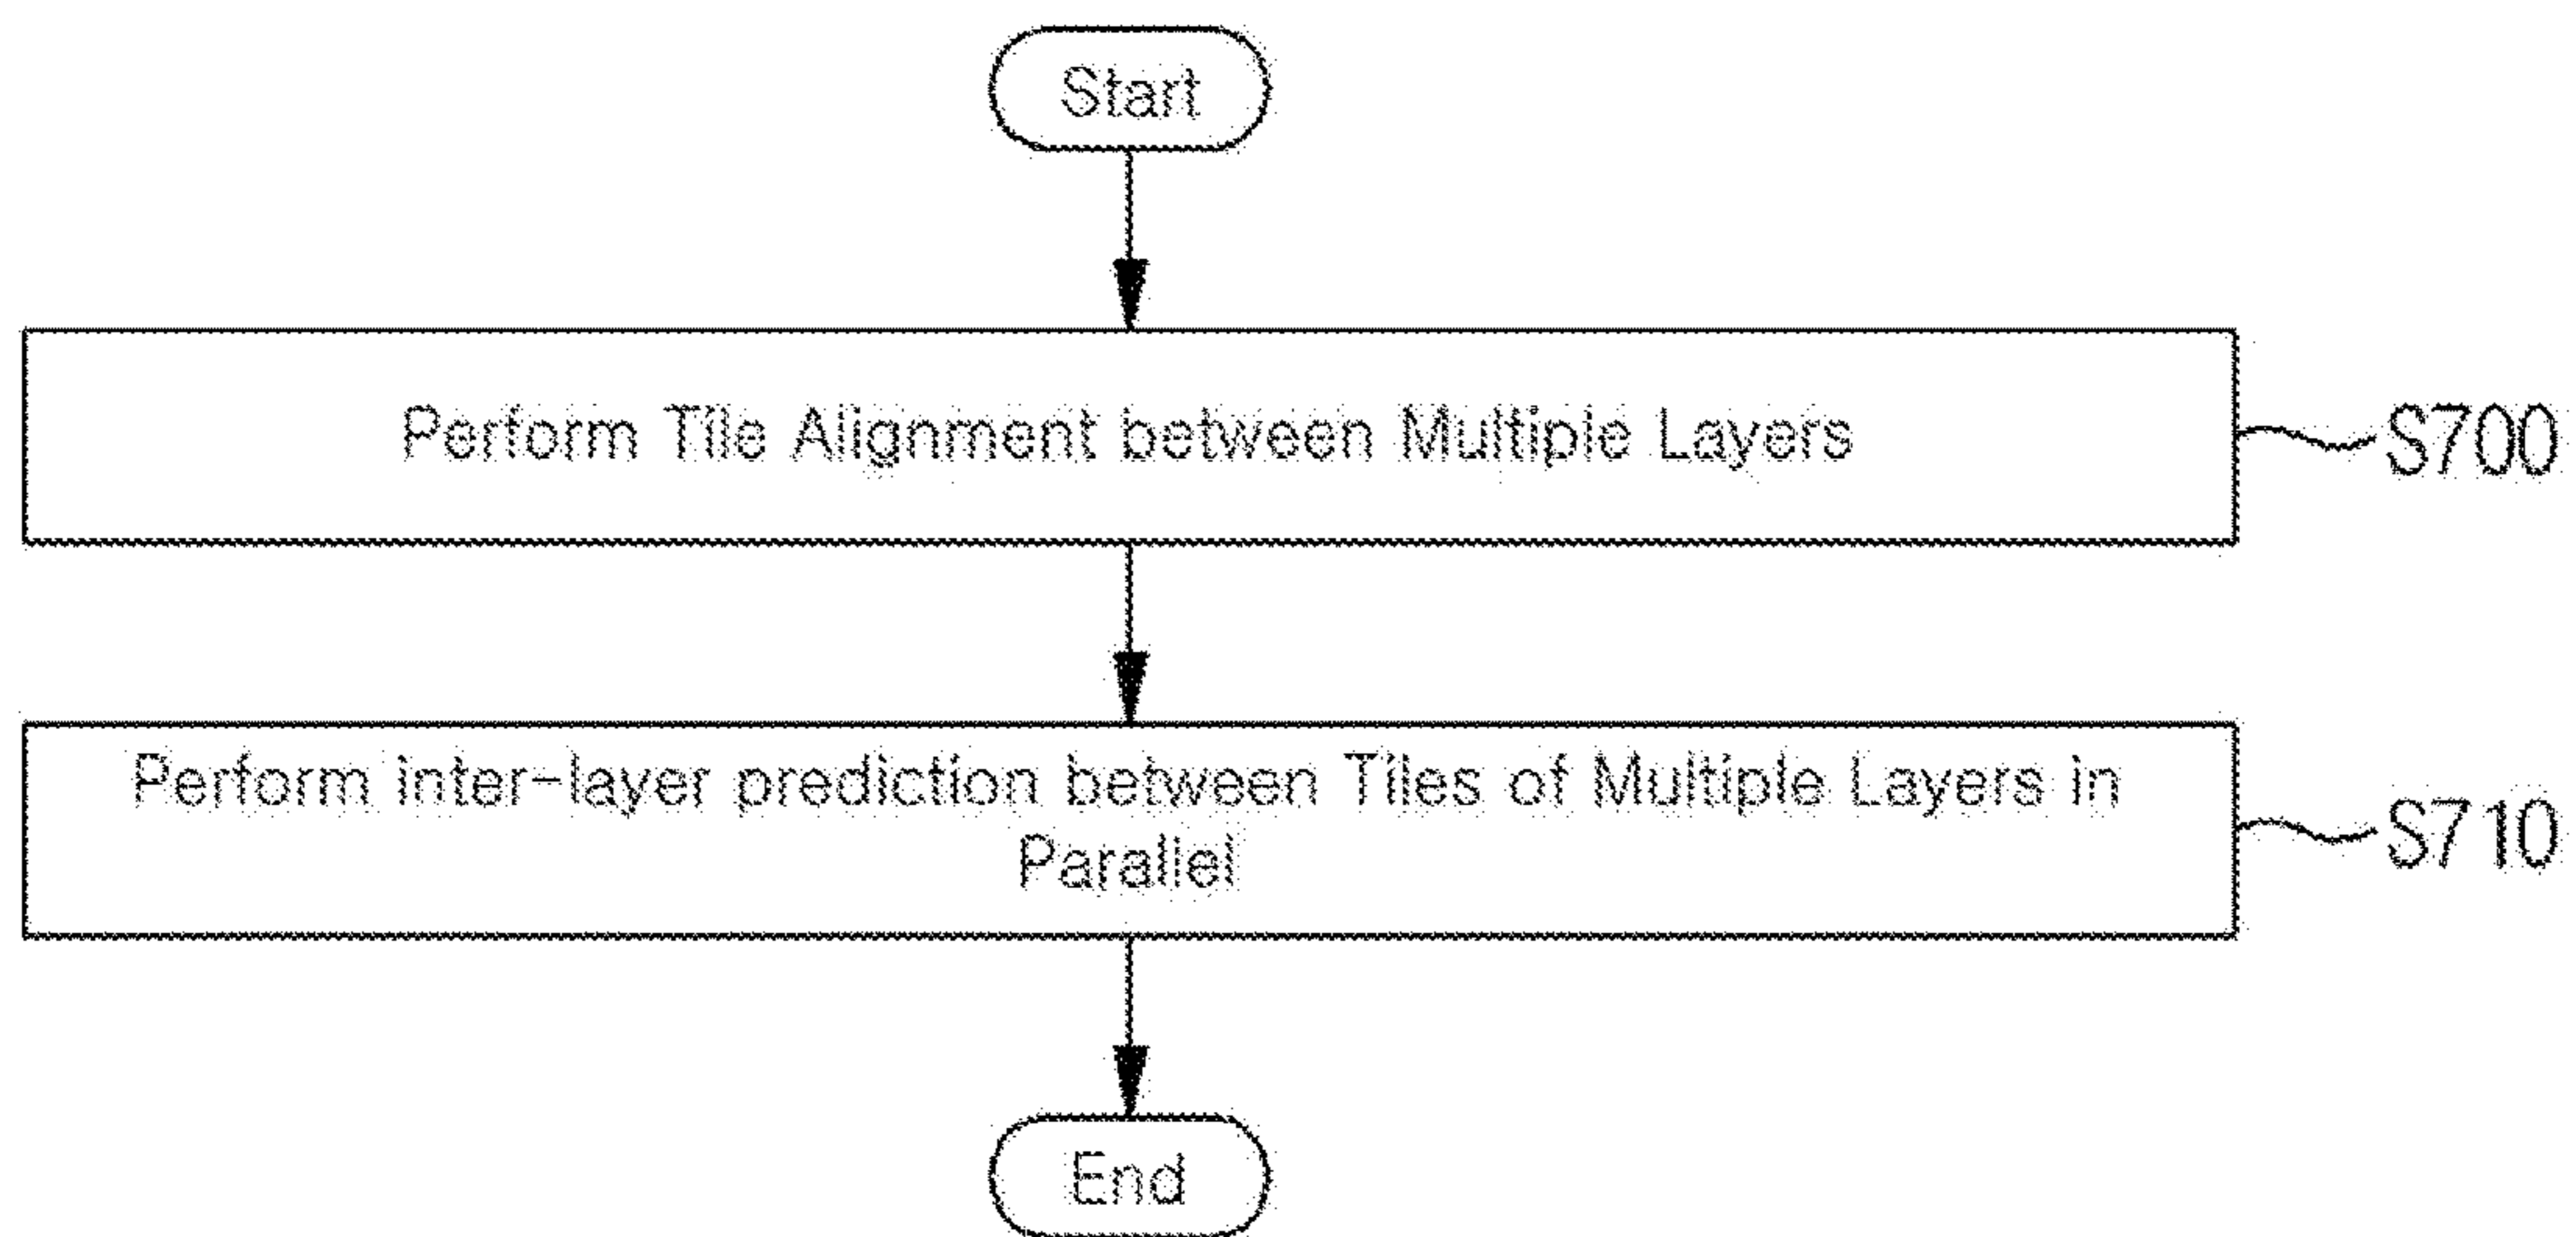 Start
Perform Tile Alignment between Multiple Layers
S700
Perform inter-layer prediction between Tiles of Multiple Layers in
Parallel
S710
End